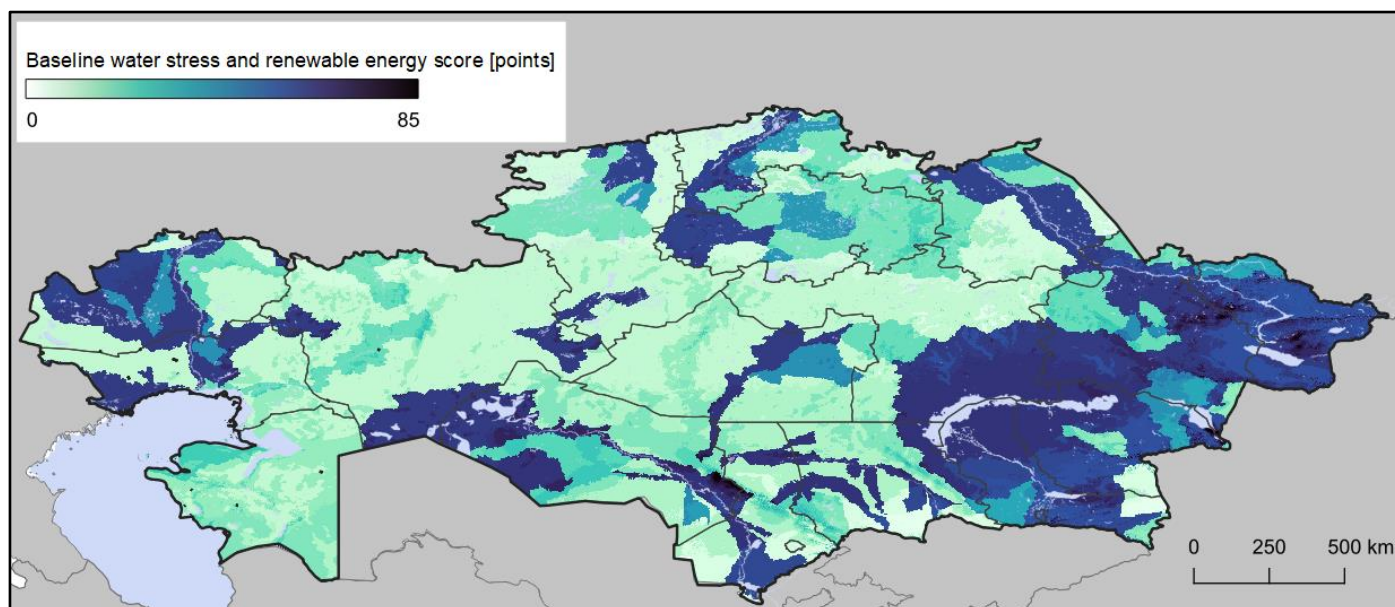 Baseline water stress and renewable energy score [points]
0 85
0 250 500 km